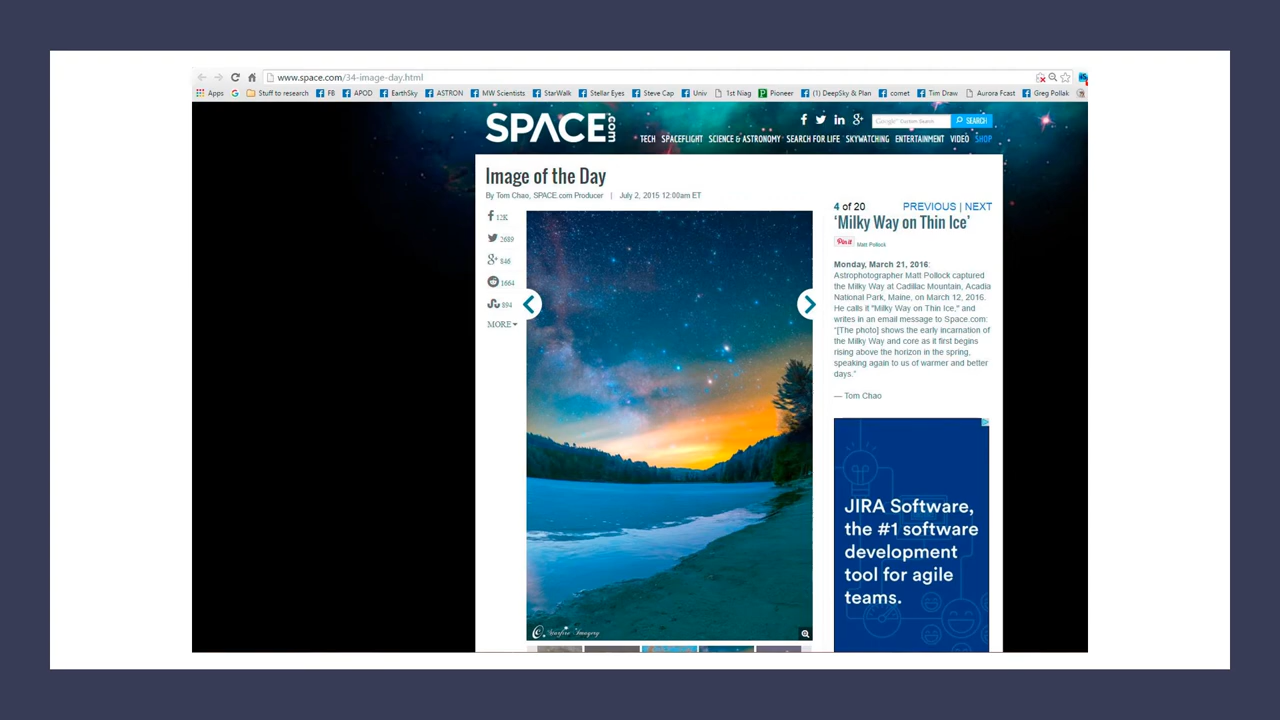 www.space.com/34-image-day.html
Apps Stuff to research FB APOD EarthSky ASTRON MW Scientists StarWalk Stellar Eyes Steve Cap Univ 1st Niag Pioneer (1) DeepSky & Plan comet Tim Draw Aurora Fcast Greg Pollak
SPACE.com
Google™ Custom Search SEARCH
TECH SPACEFLIGHT SCIENCE & ASTRONOMY SEARCH FOR LIFE SKYWATCHING ENTERTAINMENT VIDEO SHOP
Image of the Day
By Tom Chao, SPACE.com Producer | July 2, 2015 12:00am ET
12K
2689
846
1664
894
MORE
Starfire Imagery
4 of 20 PREVIOUS | NEXT
‘Milky Way on Thin Ice’
Pin it Matt Pollock
Monday, March 21, 2016:
Astrophotographer Matt Pollock captured
the Milky Way at Cadillac Mountain, Acadia
National Park, Maine, on March 12, 2016.
He calls it "Milky Way on Thin Ice," and
writes in an email message to Space.com:
“[The photo] shows the early incarnation of
the Milky Way and core as it first begins
rising above the horizon in the spring,
speaking again to us of warmer and better
days.”
— Tom Chao
JIRA Software,
the #1 software
development
tool for agile
teams.